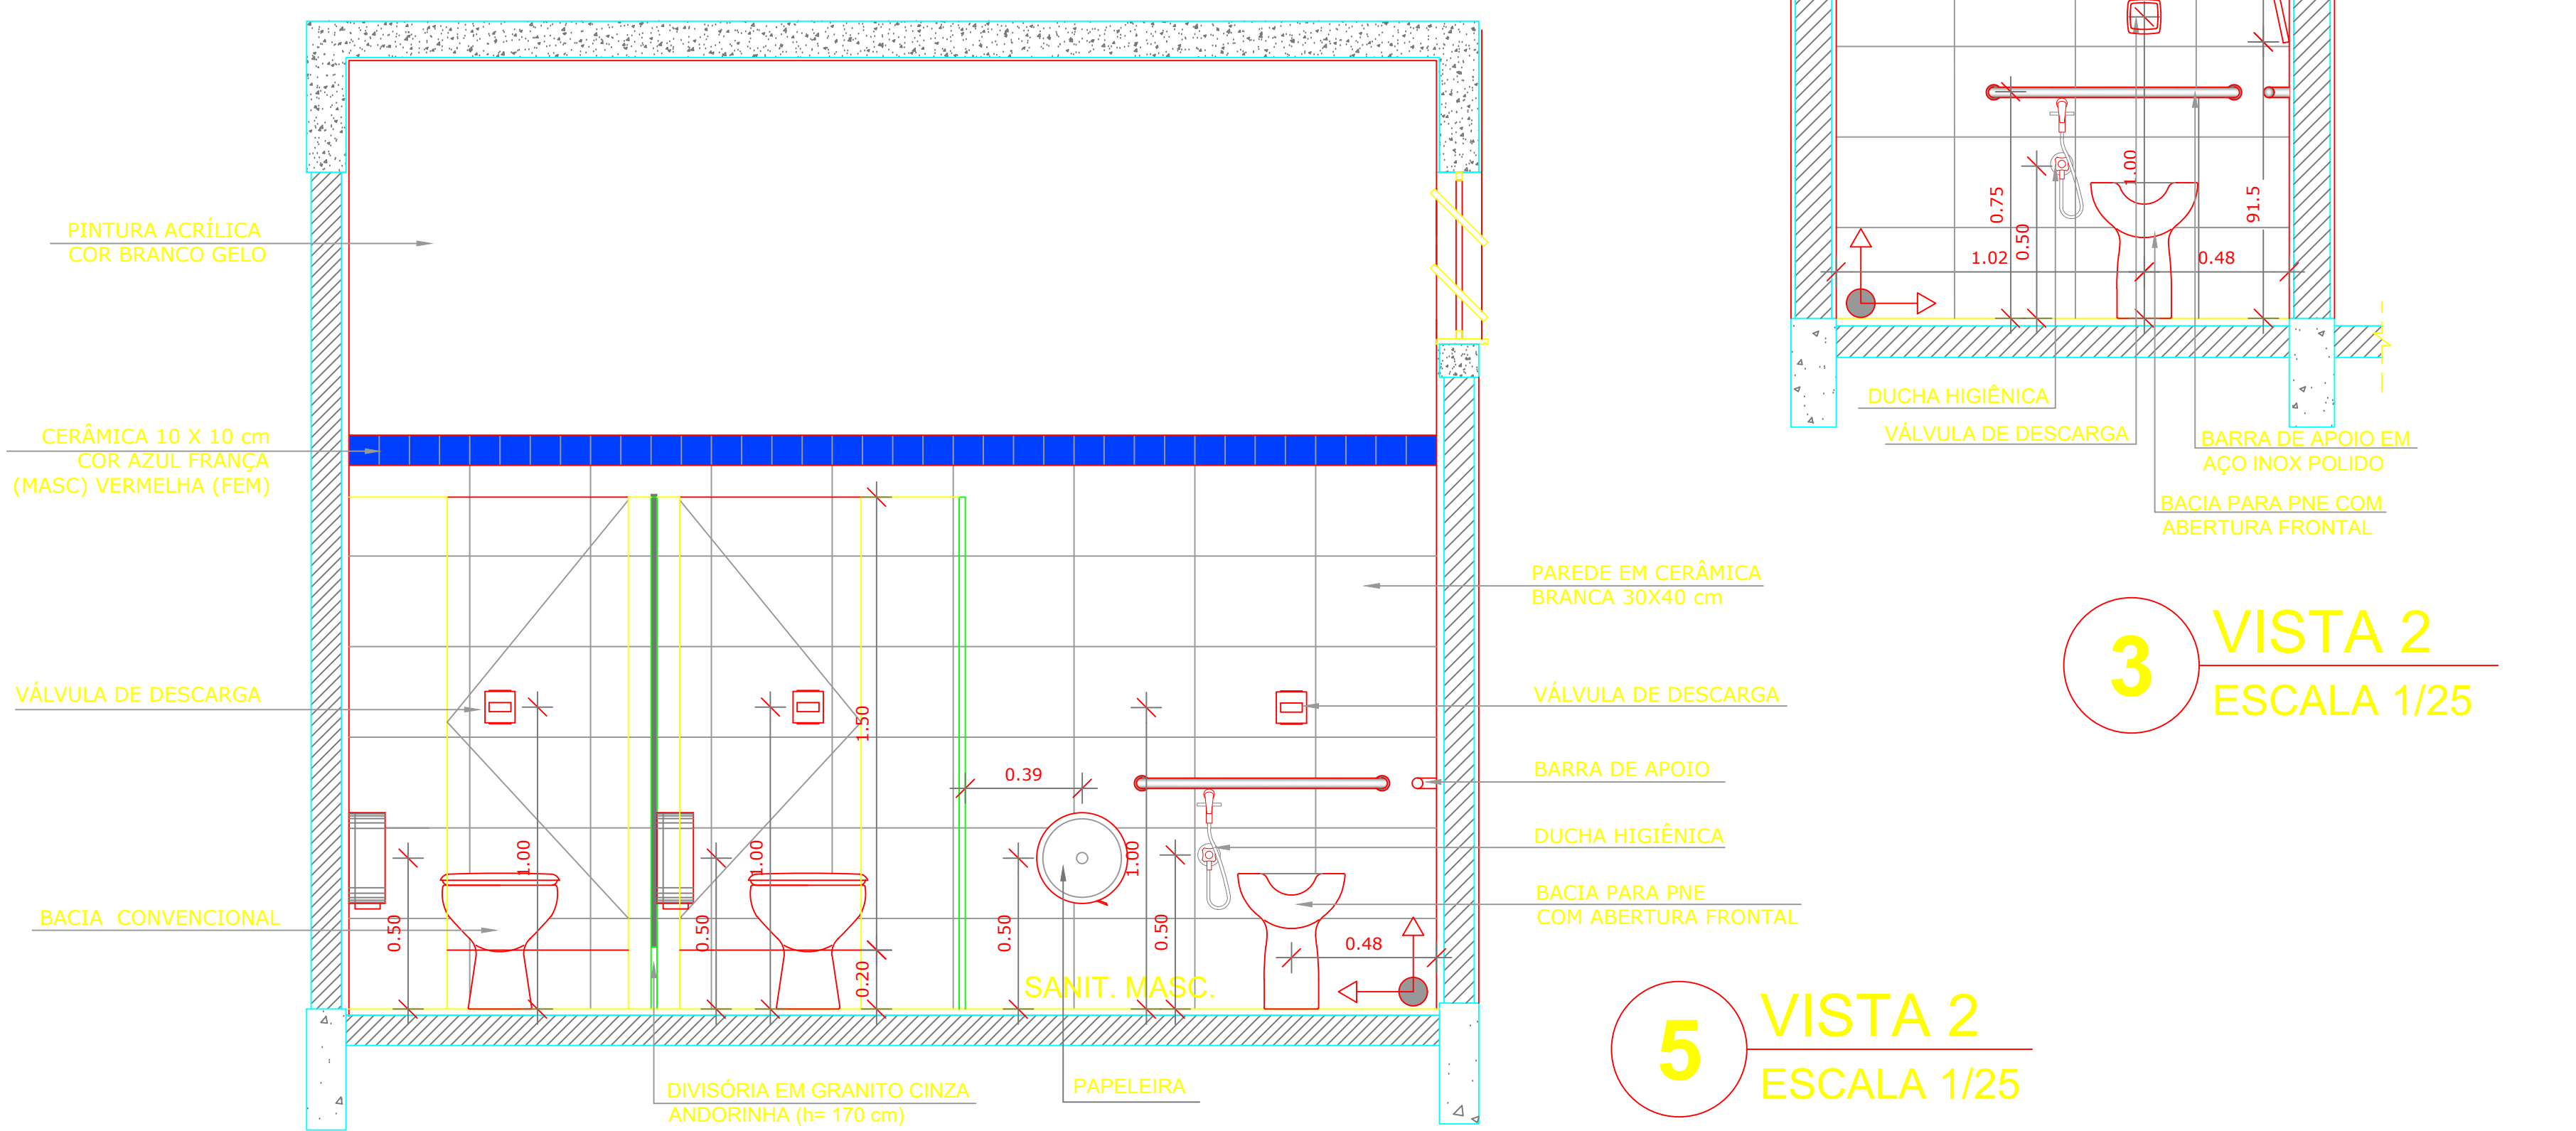 PINTURA ACRÍLICA
COR BRANCO GELO
CERÂMICA 10 X 10 cm
COR AZUL FRANÇA
(MASC) VERMELHA (FEM)
VÁLVULA DE DESCARGA
BACIA CONVENCIONAL
0.50
1.00
0.50
1.00
1.50
0.20
0.39
0.50
1.00
0.50
0.48
SANIT. MASC.
DIVISÓRIA EM GRANITO CINZA
ANDORINHA (h= 170 cm)
PAPELEIRA
PAREDE EM CERÂMICA
BRANCA 30X40 cm
VÁLVULA DE DESCARGA
BARRA DE APOIO
DUCHA HIGIÊNICA
BACIA PARA PNE
COM ABERTURA FRONTAL
5
VISTA 2
ESCALA 1/25
1.00
0.75
0.50
91.5
1.02
0.48
DUCHA HIGIÊNICA
VÁLVULA DE DESCARGA
BARRA DE APOIO EM
AÇO INOX POLIDO
BACIA PARA PNE COM
ABERTURA FRONTAL
3
VISTA 2
ESCALA 1/25